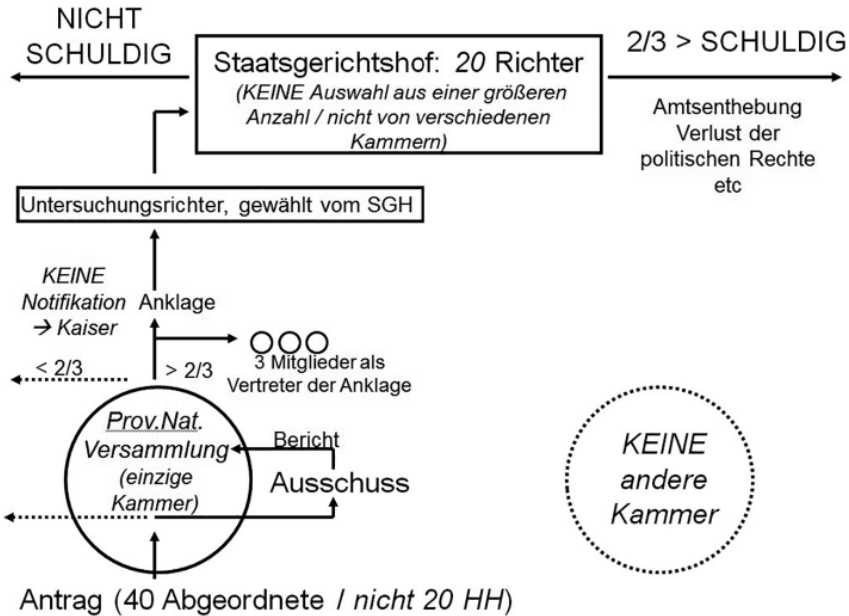 NICHT
SCHULDIG
Staatsgerichtshof: 20 Richter
(KEINE Auswahl aus einer größeren
Anzahl / nicht von verschiedenen
Kammern)
2/3 > SCHULDIG
Amtsenthebung
Verlust der
politischen Rechte
etc
Untersuchungsrichter, gewählt vom SGH
KEINE
Notifikation
→ Kaiser
Anklage
3 Mitglieder als
Vertreter der Anklage
< 2/3
> 2/3
Prov.Nat.
Versammlung
(einzige
Kammer)
Bericht
Ausschuss
KEINE
andere
Kammer
Antrag (40 Abgeordnete / nicht 20 HH)